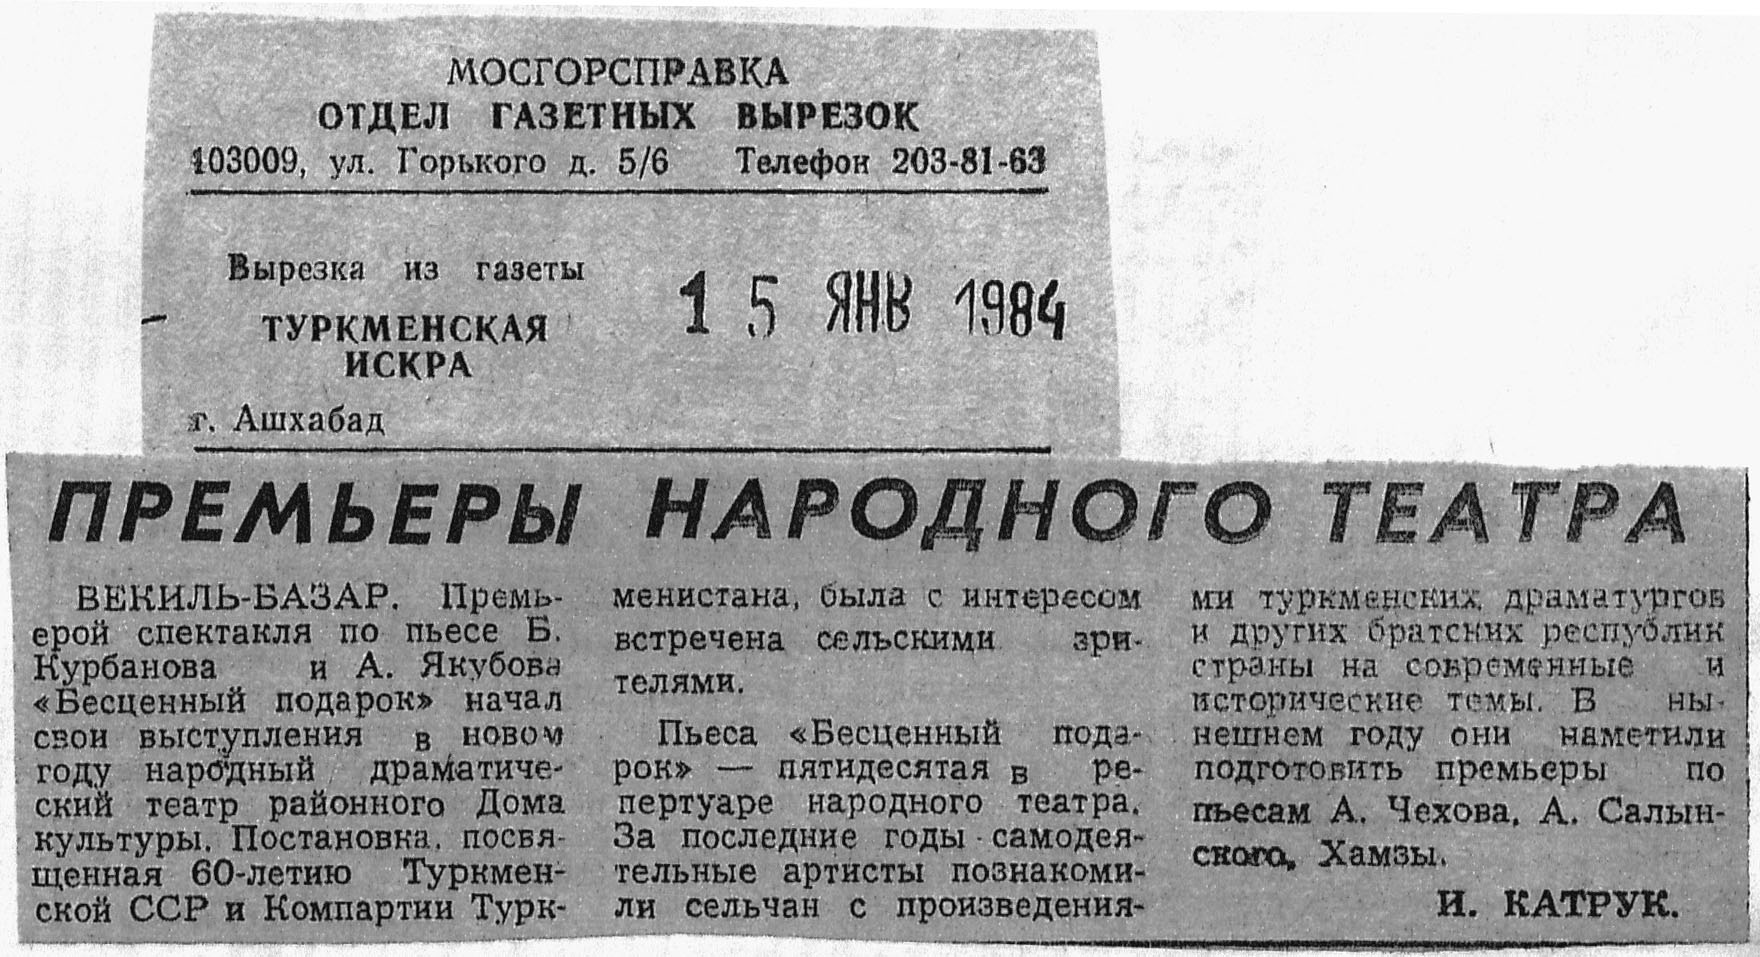 МОСГОРСПРАВКА
ОТДЕЛ ГАЗЕТНЫХ ВЫРЕЗОК
103009, ул. Горького д. 5/6 Телефон 203-81-63
Вырезка из газеты
ТУРКМЕНСКАЯ
ИСКРА
15 ЯНВ 1984
г. Ашхабад
ПРЕМЬЕРЫ НАРОДНОГО ТЕАТРА
ВЕКИЛЬ-БАЗАР. Премь-
ерой спектакля по пьесе Б.
Курбанова и А. Якубова
«Бесценный подарок» начал
свои выступления в новом
году народный драматиче-
ский театр районного Дома
культуры. Постановка, посвя-
щенная 60-летию Туркмен-
ской ССР и Компартии Турк-
менистана, была с интересом
встречена сельскими зри-
телями.
Пьеса «Бесценный пода-
рок» — пятидесятая в ре-
пертуаре народного театра.
За последние годы самодея-
тельные артисты познакоми-
ли сельчан с произведения-
ми туркменских драматургов
и других братских республик
страны на современные и
исторические темы. В ны-
нешнем году они наметили
подготовить премьеры по
пьесам А. Чехова, А. Салын-
ского, Хамзы.
И. КАТРУК.